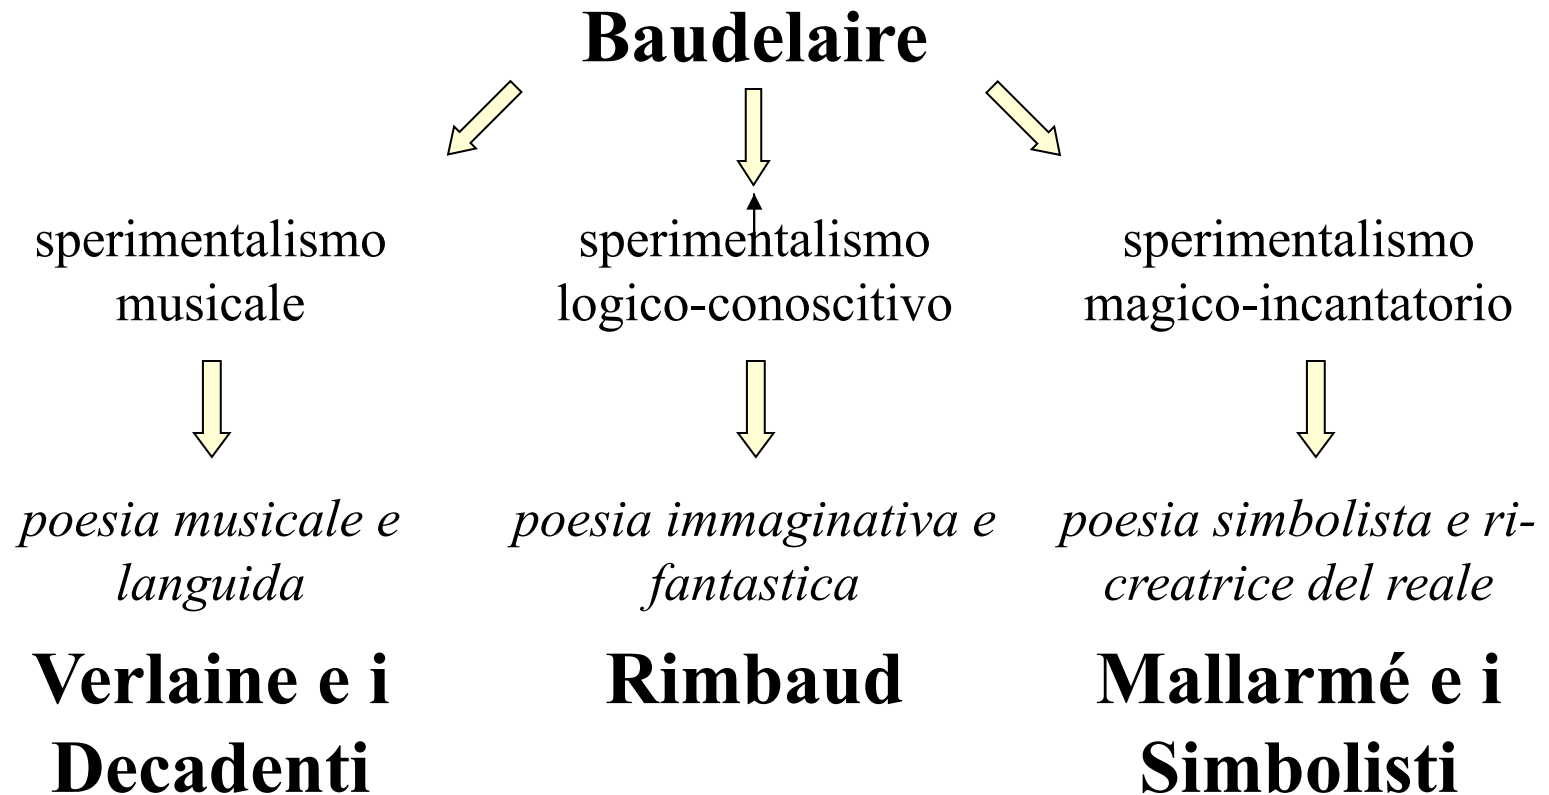 Baudelaire
sperimentalismo
musicale
sperimentalismo
logico-conoscitivo
sperimentalismo
magico-incantatorio
poesia musicale e
languida
poesia immaginativa e
fantastica
poesia simbolista e ri-
creatrice del reale
Verlaine e i
Decadenti
Rimbaud
Mallarmé e i
Simbolisti